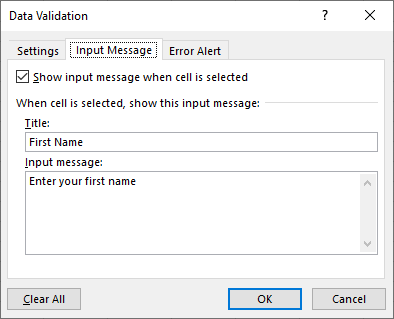 Data Validation
?
Settings
Input Message
Error Alert
Show input message when cell is selected
When cell is selected, show this input message:
Title:
First Name
Input message:
Enter your first name
Clear All
OK
Cancel